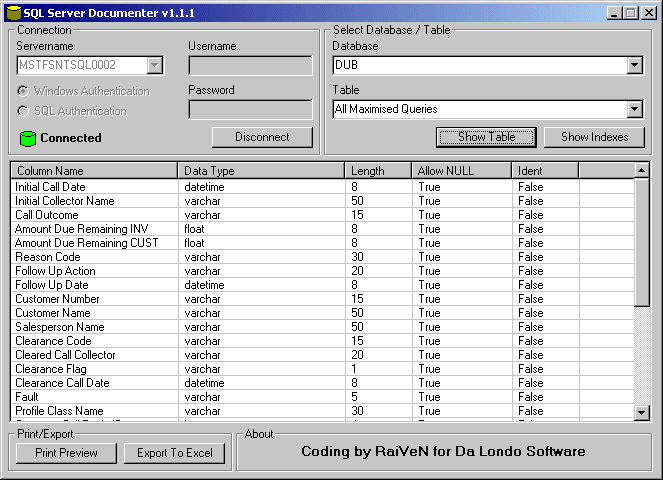 SQL Server Documenter v1.1.1
Connection
Servername
Username
MSTFSNTSQL0002
Windows Authentication
Password
SQL Authentication
Connected
Disconnect
Select Database / Table
Database
DUB
Table
All Maximised Queries
Show Table
Show Indexes
Column Name Data Type Length Allow NULL Ident
Initial Call Date datetime 8 True False
Initial Collector Name varchar 50 True False
Call Outcome varchar 15 True False
Amount Due Remaining INV float 8 True False
Amount Due Remaining CUST float 8 True False
Reason Code varchar 30 True False
Follow Up Action varchar 20 True False
Follow Up Date datetime 8 True False
Customer Number varchar 15 True False
Customer Name varchar 50 True False
Salesperson Name varchar 50 True False
Clearance Code varchar 15 True False
Cleared Call Collector varchar 20 True False
Clearance Flag varchar 1 True False
Clearance Call Date datetime 8 True False
Fault varchar 5 True False
Profile Class Name varchar 30 True False
Print/Export
Print Preview
Export To Excel
About
Coding by RaiVeN for Da Londo Software